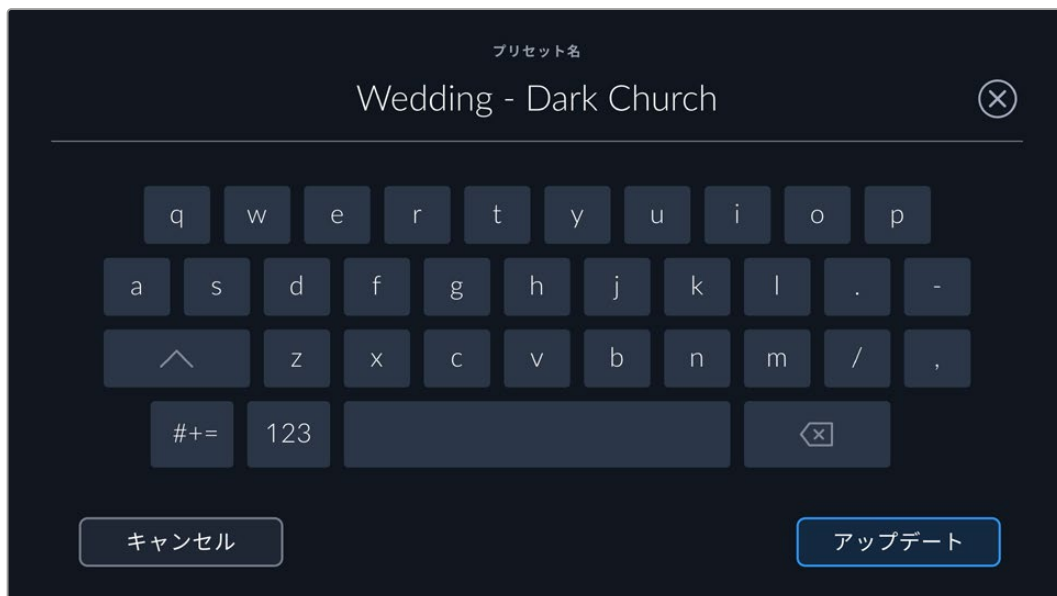 プリセット名
Wedding - Dark Church
q w e r t y u i o p
a s d f g h j k l . -
z x c v b n m / ,
#+= 123
キャンセル アップデート